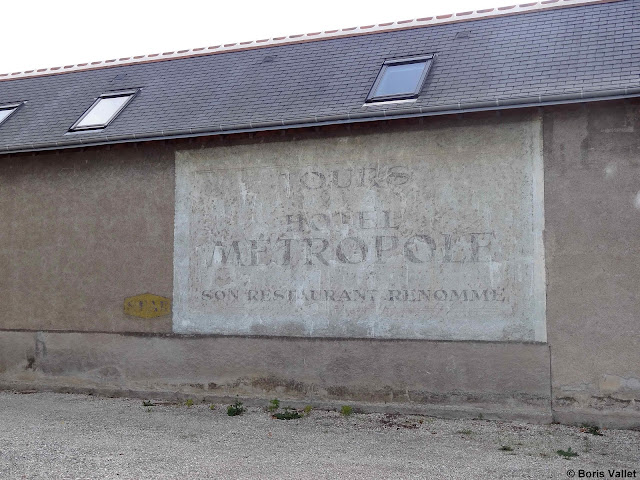 TOURS
HOTEL
METROPOLE
SON RESTAURANT RENOMMÉ
© Boris Vallet